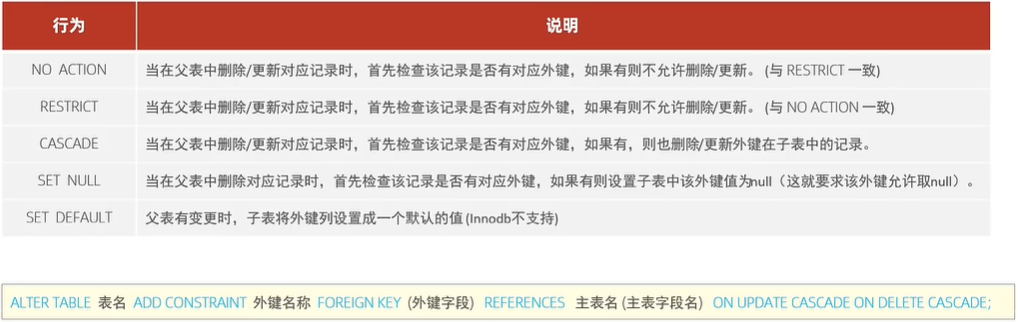 行为 说明
NO ACTION 当在父表中删除/更新对应记录时，首先检查该记录是否有对应外键，如果有则不允许删除/更新。 (与 RESTRICT 一致)
RESTRICT 当在父表中删除/更新对应记录时，首先检查该记录是否有对应外键，如果有则不允许删除/更新。 (与 NO ACTION 一致)
CASCADE 当在父表中删除/更新对应记录时，首先检查该记录是否有对应外键，如果有，则也删除/更新外键在子表中的记录。
SET NULL 当在父表中删除对应记录时，首先检查该记录是否有对应外键，如果有则设置子表中该外键值为null（这就要求该外键允许取null）。
SET DEFAULT 父表有变更时，子表将外键列设置成一个默认的值 (Innodb不支持)
ALTER TABLE 表名 ADD CONSTRAINT 外键名称 FOREIGN KEY (外键字段) REFERENCES 主表名 (主表字段名) ON UPDATE CASCADE ON DELETE CASCADE;